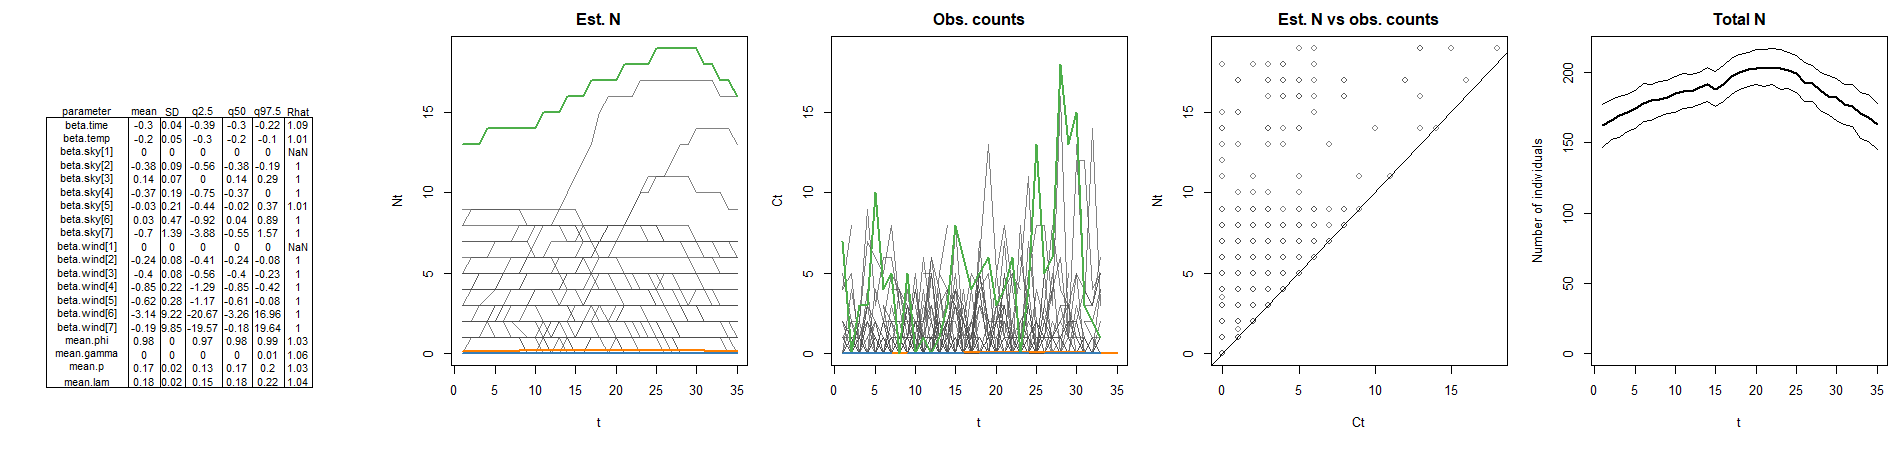 parameter mean SD q2.5 q50 q97.5 Rhat
beta.time -0.3 0.04 -0.39 -0.3 -0.22 1.09
beta.temp -0.2 0.05 -0.3 -0.2 -0.1 1.01
beta.sky[1] 0 0 0 0 0 NaN
beta.sky[2] -0.38 0.09 -0.56 -0.38 -0.19 1
beta.sky[3] 0.14 0.07 0 0.14 0.29 1
beta.sky[4] -0.37 0.19 -0.75 -0.37 0 1
beta.sky[5] -0.03 0.21 -0.44 -0.02 0.37 1.01
beta.sky[6] 0.03 0.47 -0.92 0.04 0.89 1
beta.sky[7] -0.7 1.39 -3.88 -0.55 1.57 1
beta.wind[1] 0 0 0 0 0 NaN
beta.wind[2] -0.24 0.08 -0.41 -0.24 -0.08 1
beta.wind[3] -0.4 0.08 -0.56 -0.4 -0.23 1
beta.wind[4] -0.85 0.22 -1.29 -0.85 -0.42 1
beta.wind[5] -0.62 0.28 -1.17 -0.61 -0.08 1
beta.wind[6] -3.14 9.22 -20.67 -3.26 16.96 1
beta.wind[7] -0.19 9.85 -19.57 -0.18 19.64 1
mean.phi 0.98 0 0.97 0.98 0.99 1.03
mean.gamma 0 0 0 0 0.01 1.06
mean.p 0.17 0.02 0.13 0.17 0.2 1.03
mean.lam 0.18 0.02 0.15 0.18 0.22 1.04
Est. N
Nt
15
10
5
0
0 5 10 15 20 25 30 35
t
Obs. counts
Ct
15
10
5
0
0 5 10 15 20 25 30 35
t
Est. N vs obs. counts
Nt
15
10
5
0
0 5 10 15
Ct
Total N
Number of individuals
200
150
100
50
0
0 5 10 15 20 25 30 35
t